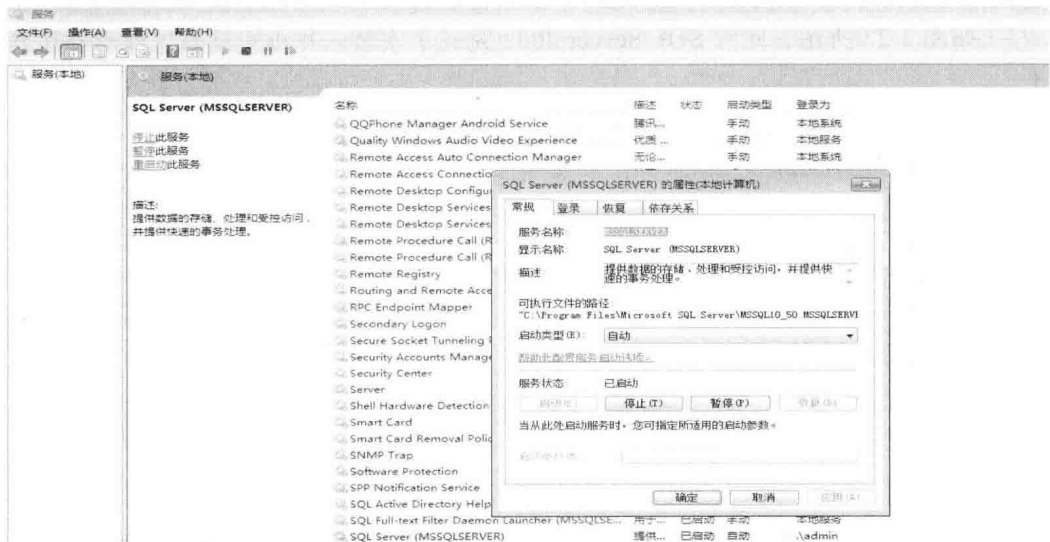 服务
文件(F) 操作(A) 查看(V) 帮助(H)
服务(本地)
服务(本地)
SQL Server (MSSQLSERVER)
停止此服务
暂停此服务
重启动此服务
描述:
提供数据的存储、处理和受控访问,
并提供快速的事务处理。
名称 描述 状态 启动类型 登录为
QQPhone Manager Android Service 腾讯... 手动 本地系统
Quality Windows Audio Video Experience 优质 ... 手动 本地服务
Remote Access Auto Connection Manager 无论... 手动 本地系统
Remote Access Connectio
Remote Desktop Configu
Remote Desktop Services
Remote Desktop Services
Remote Procedure Call (R
Remote Procedure Call (R
Remote Registry
Routing and Remote Acce
RPC Endpoint Mapper
Secondary Logon
Secure Socket Tunneling
Security Accounts Manage
Security Center
Server
Shell Hardware Detection
Smart Card
Smart Card Removal Polic
SNMP Trap
Software Protection
SPP Notification Service
SQL Active Directory Help
SQL Full-text Filter Daemon Launcher (MSSQLSE... 用于... 已启动 手动 本地服务
SQL Server (MSSQLSERVER) 提供... 已启动 自动 .\admin
SQL Server (MSSQLSERVER) 的属性(本地计算机)
常规 登录 恢复 依存关系
服务名称:
显示名称: SQL Server (MSSQLSERVER)
描述: 提供数据的存储、处理和受控访问，并提供快
速的事务处理。
可执行文件的路径:
"C:\Program Files\Microsoft SQL Server\MSSQL10_50 MSSQLSERVI
启动类型(E): 自动
服务状态: 已启动
停止(T) 暂停(P)
当从此处启动服务时，您可指定所适用的启动参数。
确定 取消 应用(A)